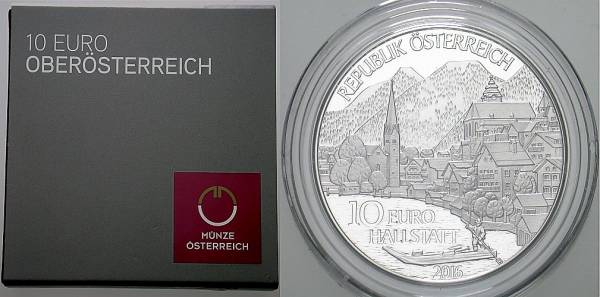 10 EURO
OBERÖSTERREICH
MÜNZE
ÖSTERREICH
REPUBLIK ÖSTERREICH
10 EURO
HALLSTATT
2016